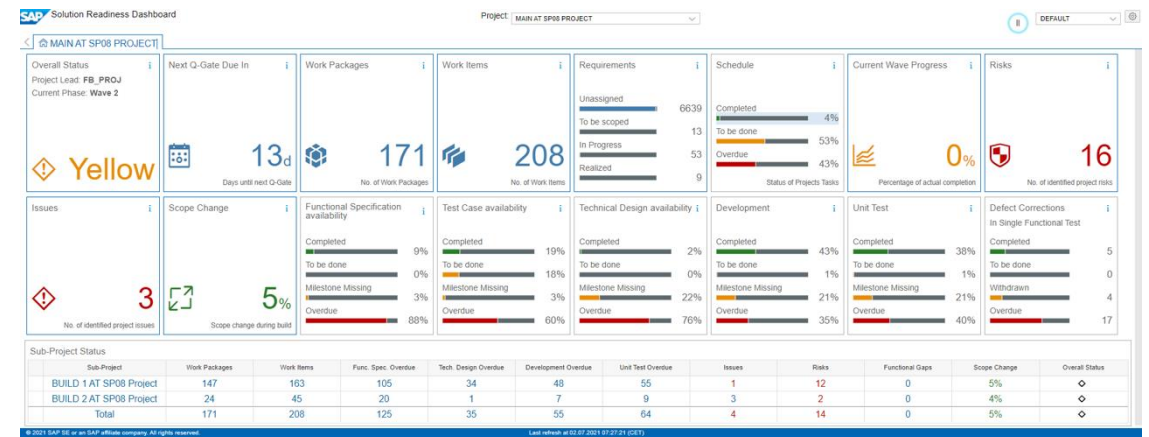 SAP Solution Readiness Dashboard
Project: MAIN AT SP08 PROJECT
DEFAULT
MAIN AT SP08 PROJECT
Overall Status i
Project Lead: FB_PROJ
Current Phase: Wave 2
Yellow
Next Q-Gate Due In i
13d
Days until next Q-Gate
Work Packages i
171
No. of Work Packages
Work Items i
208
No. of Work Items
Requirements i
Unassigned
6639
To be scoped
13
In Progress
53
Realized
9
Schedule i
Completed
4%
To be done
53%
Overdue
43%
Status of Projects Tasks
Current Wave Progress i
0%
Percentage of actual completion
Risks i
16
No. of identified project risks
Issues i
3
No. of identified project issues
Scope Change i
5%
Scope change during build
Functional Specification
availability i
Completed
9%
To be done
0%
Milestone Missing
3%
Overdue
88%
Test Case availability i
Completed
19%
To be done
18%
Milestone Missing
3%
Overdue
60%
Technical Design availability i
Completed
2%
To be done
0%
Milestone Missing
22%
Overdue
76%
Development i
Completed
43%
To be done
1%
Milestone Missing
21%
Overdue
35%
Unit Test i
Completed
38%
To be done
1%
Milestone Missing
21%
Overdue
40%
Defect Corrections i
In Single Functional Test
Completed
5
To be done
0
Withdrawn
4
Overdue
17
Sub-Project Status
Sub-Project Work Packages Work Items Func. Spec. Overdue Tech. Design Overdue Development Overdue Unit Test Overdue Issues Risks Functional Gaps Scope Change Overall Status
BUILD 1 AT SP08 Project 147 163 105 34 48 55 1 12 0 5%
BUILD 2 AT SP08 Project 24 45 20 1 7 9 3 2 0 4%
Total 171 208 125 35 55 64 4 14 0 5%
© 2021 SAP SE or an SAP affiliate company. All rights reserved. Last refresh at 02.07.2021 07:27:21 (CET)